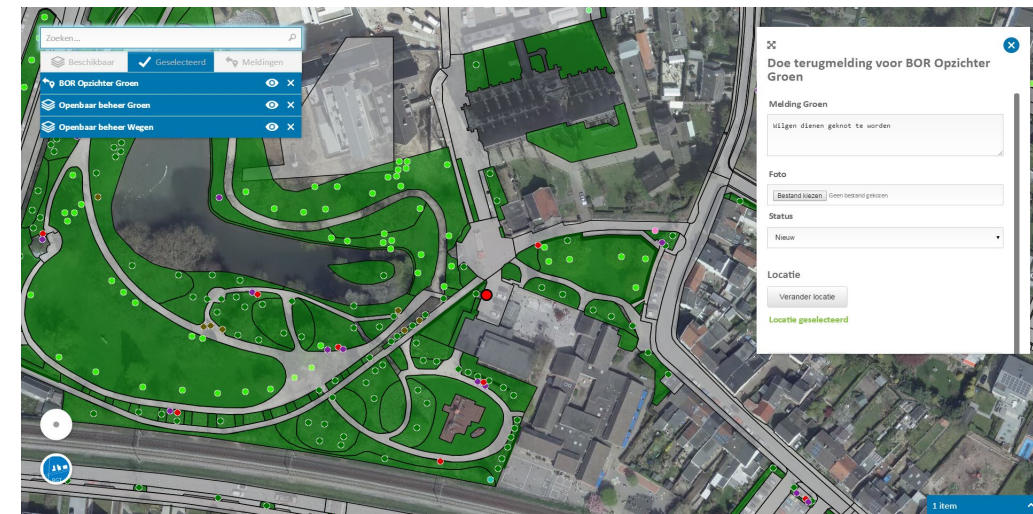 Zoeken...
Beschikbaar
Geselecteerd
Meldingen
BOR Opzichter Groen
Openbaar beheer Groen
Openbaar beheer Wegen
Doe terugmelding voor BOR Opzichter
Groen
Melding Groen
Wilgen dienen geknot te worden
Foto
Bestand kiezen Geen bestand gekozen
Status
Nieuw
Locatie
Verander locatie
Locatie geselecteerd
1 item